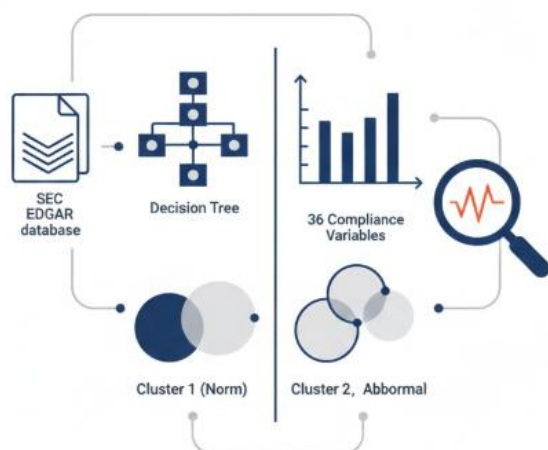 SEC
EDGAR
database
Decision Tree
36 Compliance
Variables
Cluster 1 (Norm)
Cluster 2, Abbormal